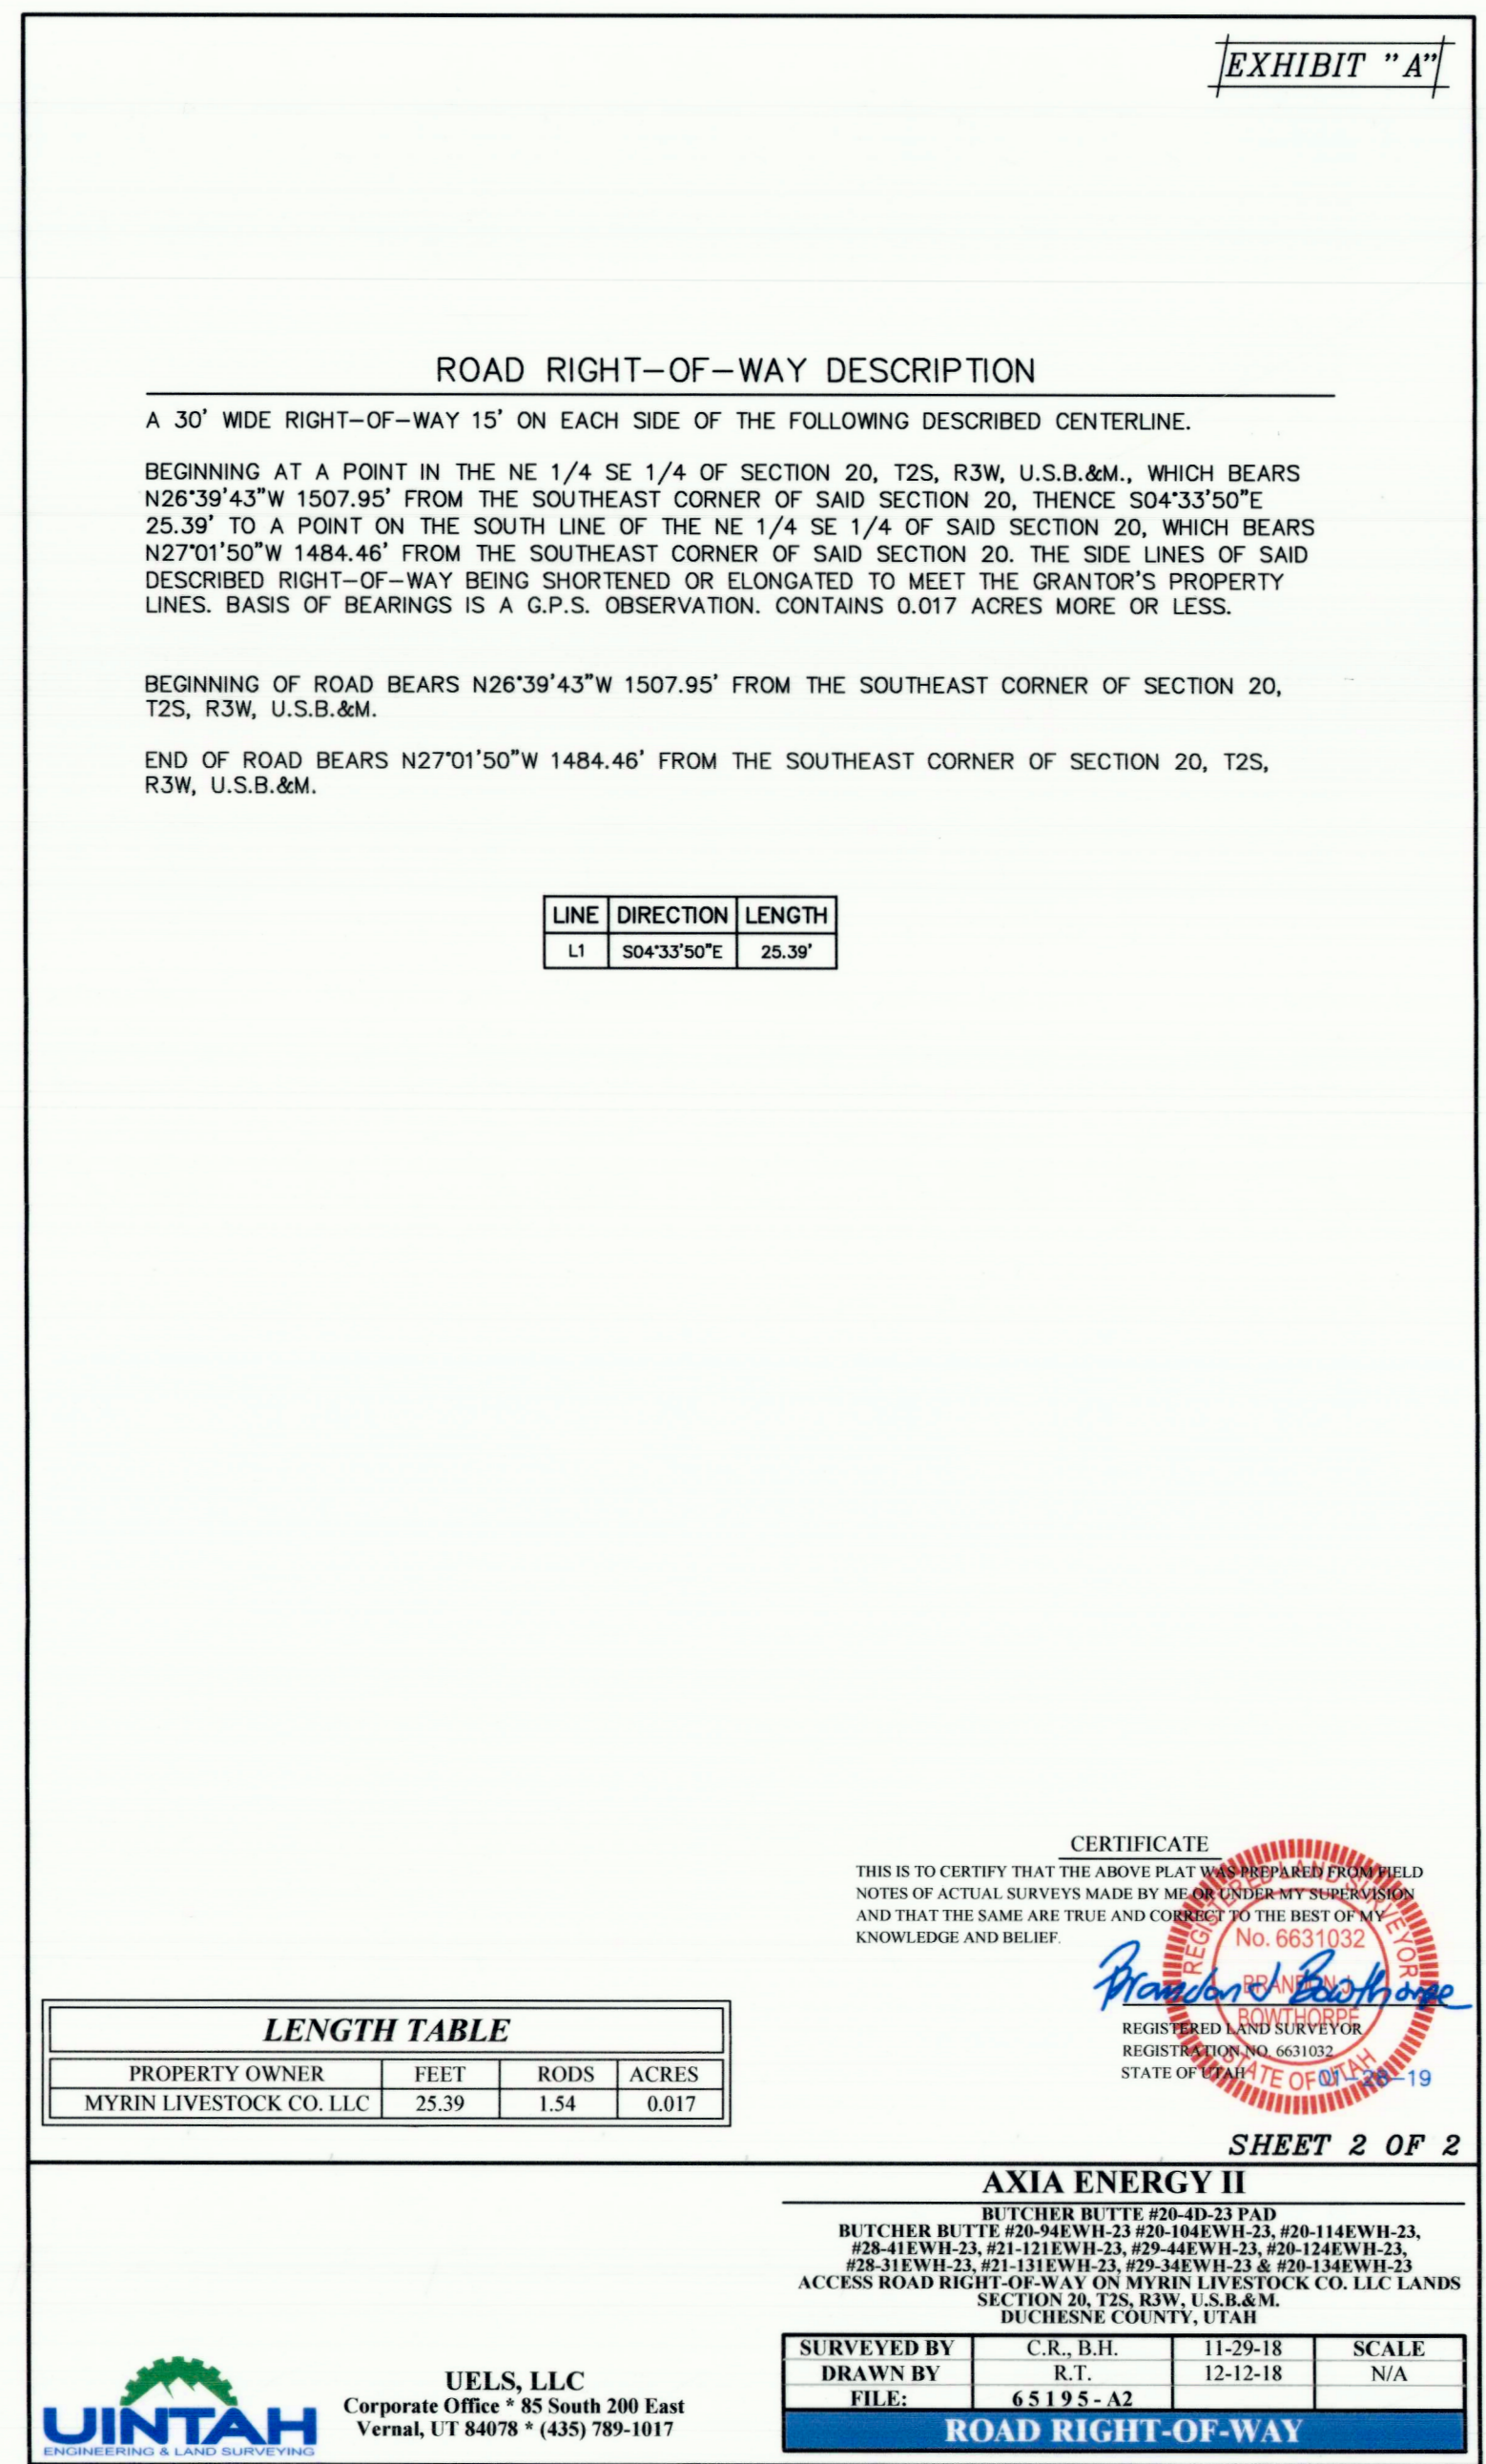 EXHIBIT "A"
ROAD RIGHT-OF-WAY DESCRIPTION
A 30' WIDE RIGHT-OF-WAY 15' ON EACH SIDE OF THE FOLLOWING DESCRIBED CENTERLINE.
BEGINNING AT A POINT IN THE NE 1/4 SE 1/4 OF SECTION 20, T2S, R3W, U.S.B.&M., WHICH BEARS
N26°39'43"W 1507.95' FROM THE SOUTHEAST CORNER OF SAID SECTION 20, THENCE S04°33'50"E
25.39' TO A POINT ON THE SOUTH LINE OF THE NE 1/4 SE 1/4 OF SAID SECTION 20, WHICH BEARS
N27°01'50"W 1484.46' FROM THE SOUTHEAST CORNER OF SAID SECTION 20. THE SIDE LINES OF SAID
DESCRIBED RIGHT-OF-WAY BEING SHORTENED OR ELONGATED TO MEET THE GRANTOR'S PROPERTY
LINES. BASIS OF BEARINGS IS A G.P.S. OBSERVATION. CONTAINS 0.017 ACRES MORE OR LESS.
BEGINNING OF ROAD BEARS N26°39'43"W 1507.95' FROM THE SOUTHEAST CORNER OF SECTION 20,
T2S, R3W, U.S.B.&M.
END OF ROAD BEARS N27°01'50"W 1484.46' FROM THE SOUTHEAST CORNER OF SECTION 20, T2S,
R3W, U.S.B.&M.
LINE DIRECTION LENGTH
L1 S04°33'50"E 25.39'
CERTIFICATE
THIS IS TO CERTIFY THAT THE ABOVE PLAT WAS PREPARED FROM FIELD
NOTES OF ACTUAL SURVEYS MADE BY ME OR UNDER MY SUPERVISION
AND THAT THE SAME ARE TRUE AND CORRECT TO THE BEST OF MY
KNOWLEDGE AND BELIEF.
REGISTERED LAND SURVEYOR
No. 6631032
BRANDON J.
BOWTHORPE
STATE OF UTAH
Brandon J Bowthorpe
REGISTERED LAND SURVEYOR
REGISTRATION NO. 6631032
STATE OF UTAH
01-28-19
LENGTH TABLE
PROPERTY OWNER FEET RODS ACRES
MYRIN LIVESTOCK CO. LLC 25.39 1.54 0.017
SHEET 2 OF 2
AXIA ENERGY II
BUTCHER BUTTE #20-4D-23 PAD
BUTCHER BUTTE #20-94EWH-23 #20-104EWH-23, #20-114EWH-23,
#28-41EWH-23, #21-121EWH-23, #29-44EWH-23, #20-124EWH-23,
#28-31EWH-23, #21-131EWH-23, #29-34EWH-23 & #20-134EWH-23
ACCESS ROAD RIGHT-OF-WAY ON MYRIN LIVESTOCK CO. LLC LANDS
SECTION 20, T2S, R3W, U.S.B.&M.
DUCHESNE COUNTY, UTAH
SURVEYED BY C.R., B.H. 11-29-18 SCALE
DRAWN BY R.T. 12-12-18 N/A
FILE: 65195-A2
ROAD RIGHT-OF-WAY
UINTAH
ENGINEERING & LAND SURVEYING
UELS, LLC
Corporate Office * 85 South 200 East
Vernal, UT 84078 * (435) 789-1017